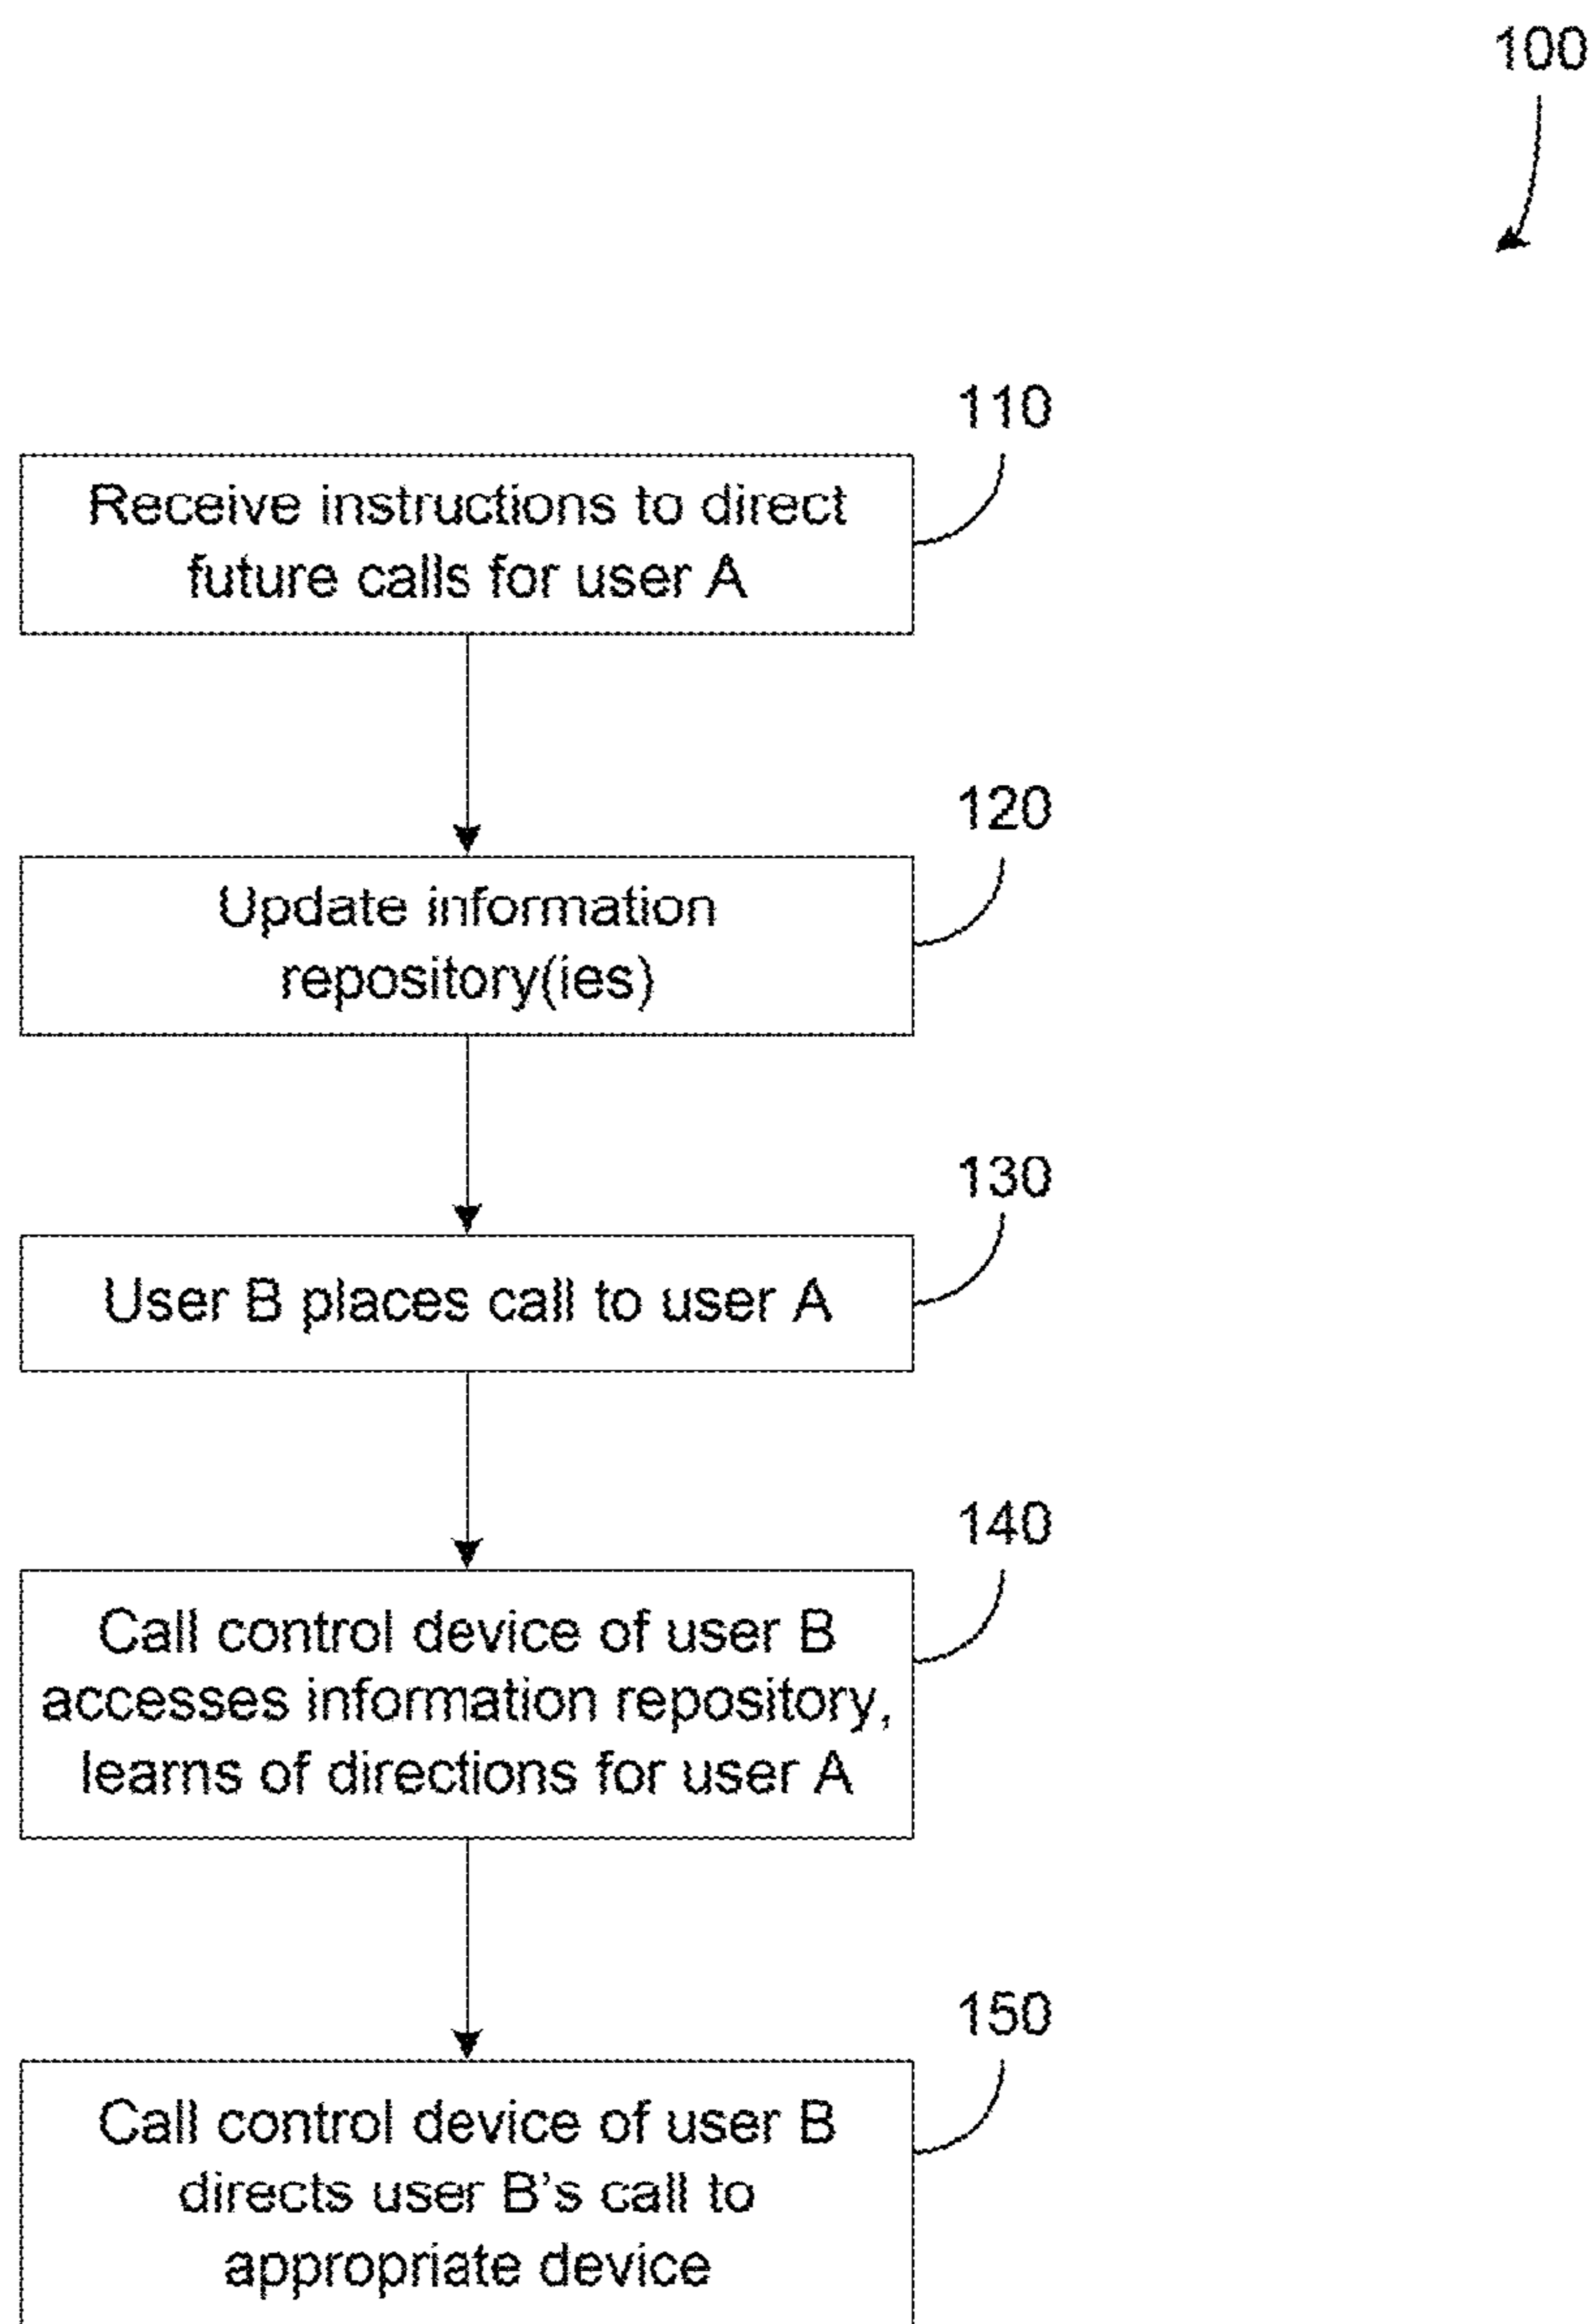 100
110
Receive instructions to direct
future calls for user A
120
Update information
repository(ies)
130
User B places call to user A
140
Call control device of user B
accesses information repository,
learns of directions for user A
150
Call control device of user B
directs user B's call to
appropriate device